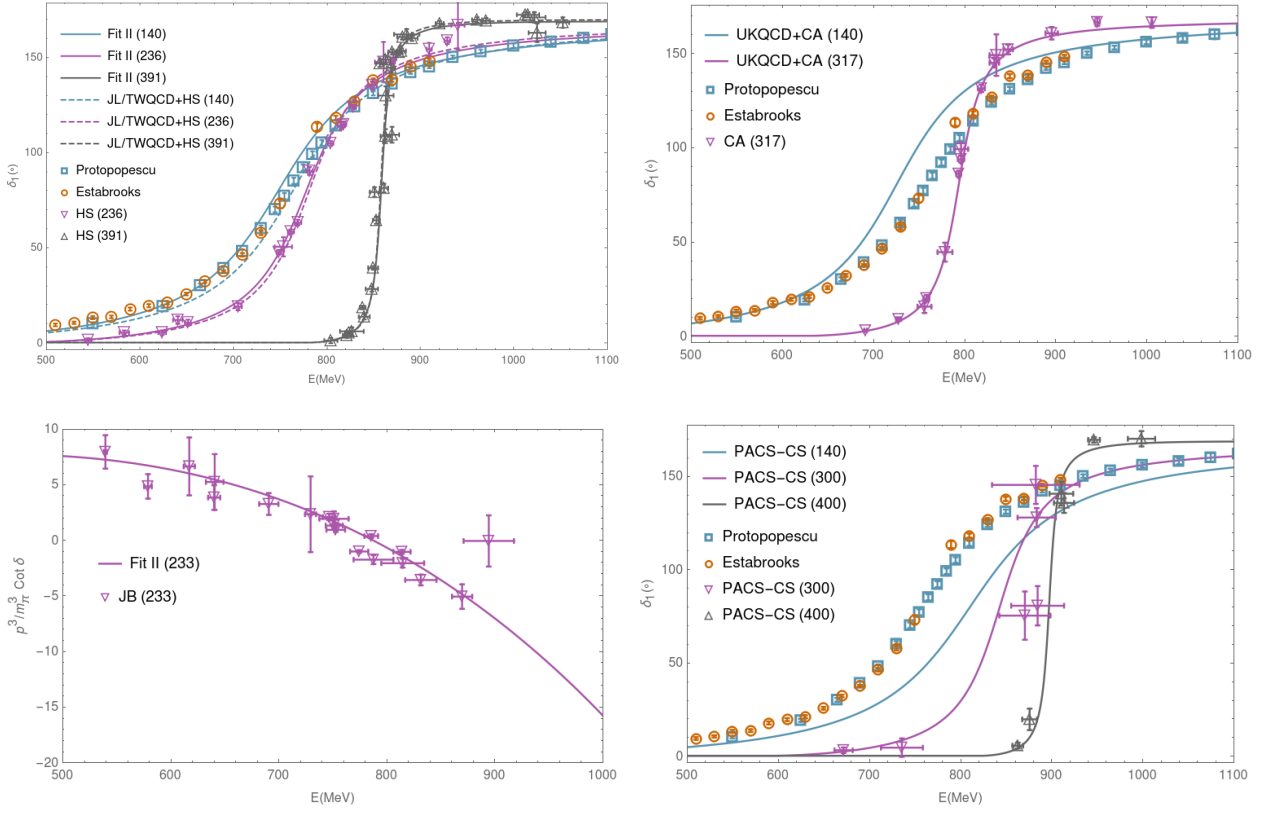 Fit II (140)
Fit II (236)
Fit II (391)
JL/TWQCD+HS (140)
JL/TWQCD+HS (236)
JL/TWQCD+HS (391)
Protopopescu
Estabrooks
HS (236)
HS (391)
δ₁(°)
0
50
100
150
500
600
700
800
900
1000
1100
E(MeV)
UKQCD+CA (140)
UKQCD+CA (317)
Protopopescu
Estabrooks
CA (317)
δ₁(°)
0
50
100
150
500
600
700
800
900
1000
1100
E(MeV)
10
5
0
-5
-10
-15
-20
p³/m³π Cot δ
Fit II (233)
JB (233)
500
600
700
800
900
1000
E(MeV)
PACS-CS (140)
PACS-CS (300)
PACS-CS (400)
Protopopescu
Estabrooks
PACS-CS (300)
PACS-CS (400)
δ₁(°)
0
50
100
150
500
600
700
800
900
1000
1100
E(MeV)